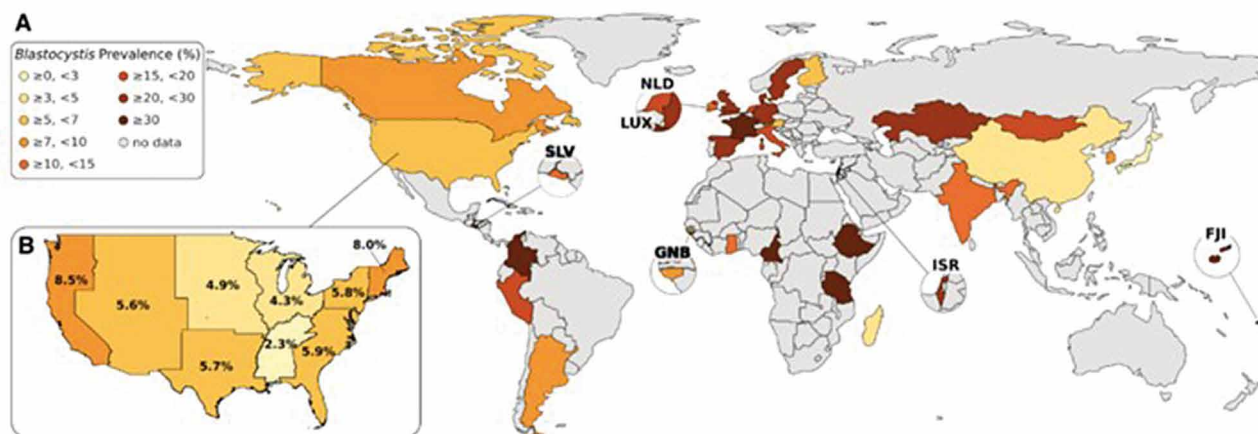 A
Blastocystis Prevalence (%)
≥0, <3
≥3, <5
≥5, <7
≥7, <10
≥10, <15
≥15, <20
≥20, <30
≥30
no data
NLD
LUX
SLV
GNB
ISR
FJI
B
8.0%
8.5%
5.6%
4.9%
4.3%
5.8%
2.3%
5.9%
5.7%